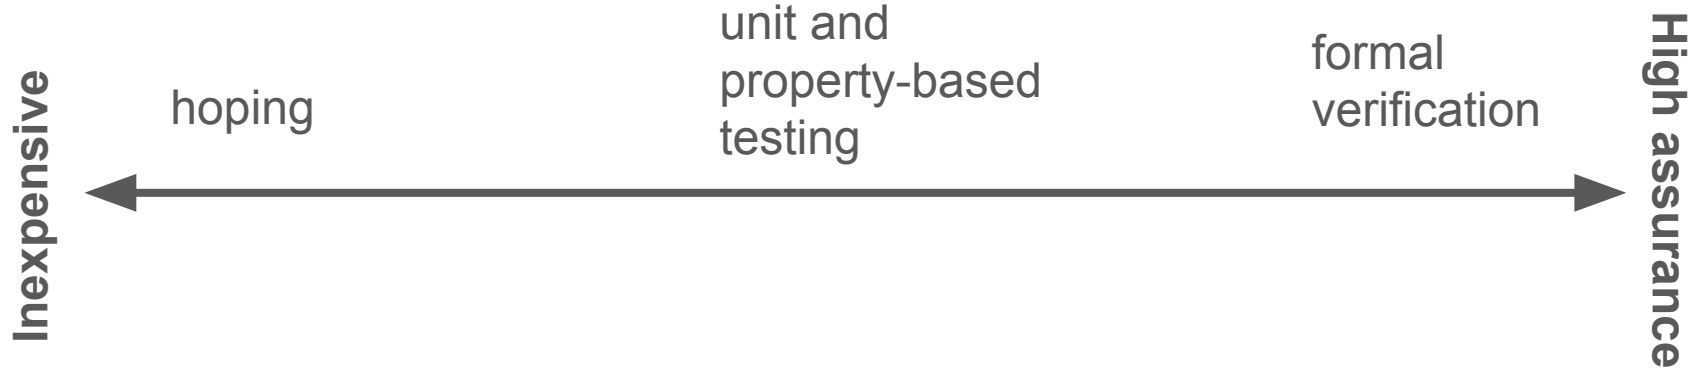 Inexpensive
hoping
unit and
property-based
testing
formal
verification
High assurance